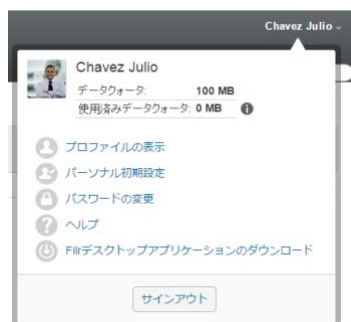 Chavez Julio
Chavez Julio
データクォータ: 100 MB
使用済みデータクォータ: 0 MB
プロファイルの表示
パーソナル初期設定
パスワードの変更
ヘルプ
Filrデスクトップアプリケーションのダウンロード
サインアウト